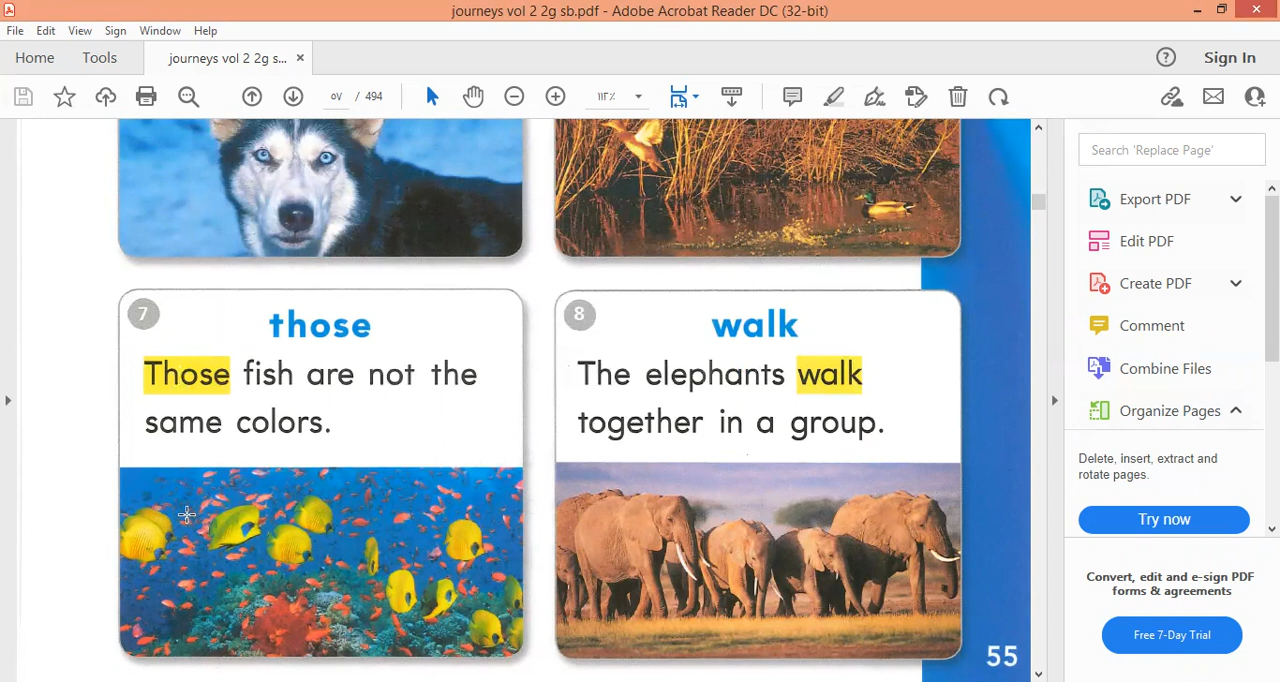 journeys vol 2 2g sb.pdf - Adobe Acrobat Reader DC (32-bit)
File Edit View Sign Window Help
Home Tools journeys vol 2 2g s... × Sign In
٥٧ / 494 ١١٢٪
Search 'Replace Page'
Export PDF
Edit PDF
Create PDF
Comment
Combine Files
Organize Pages
Delete, insert, extract and
rotate pages.
Try now
Convert, edit and e-sign PDF
forms & agreements
Free 7-Day Trial
7
those
Those fish are not the
same colors.
8
walk
The elephants walk
together in a group.
55